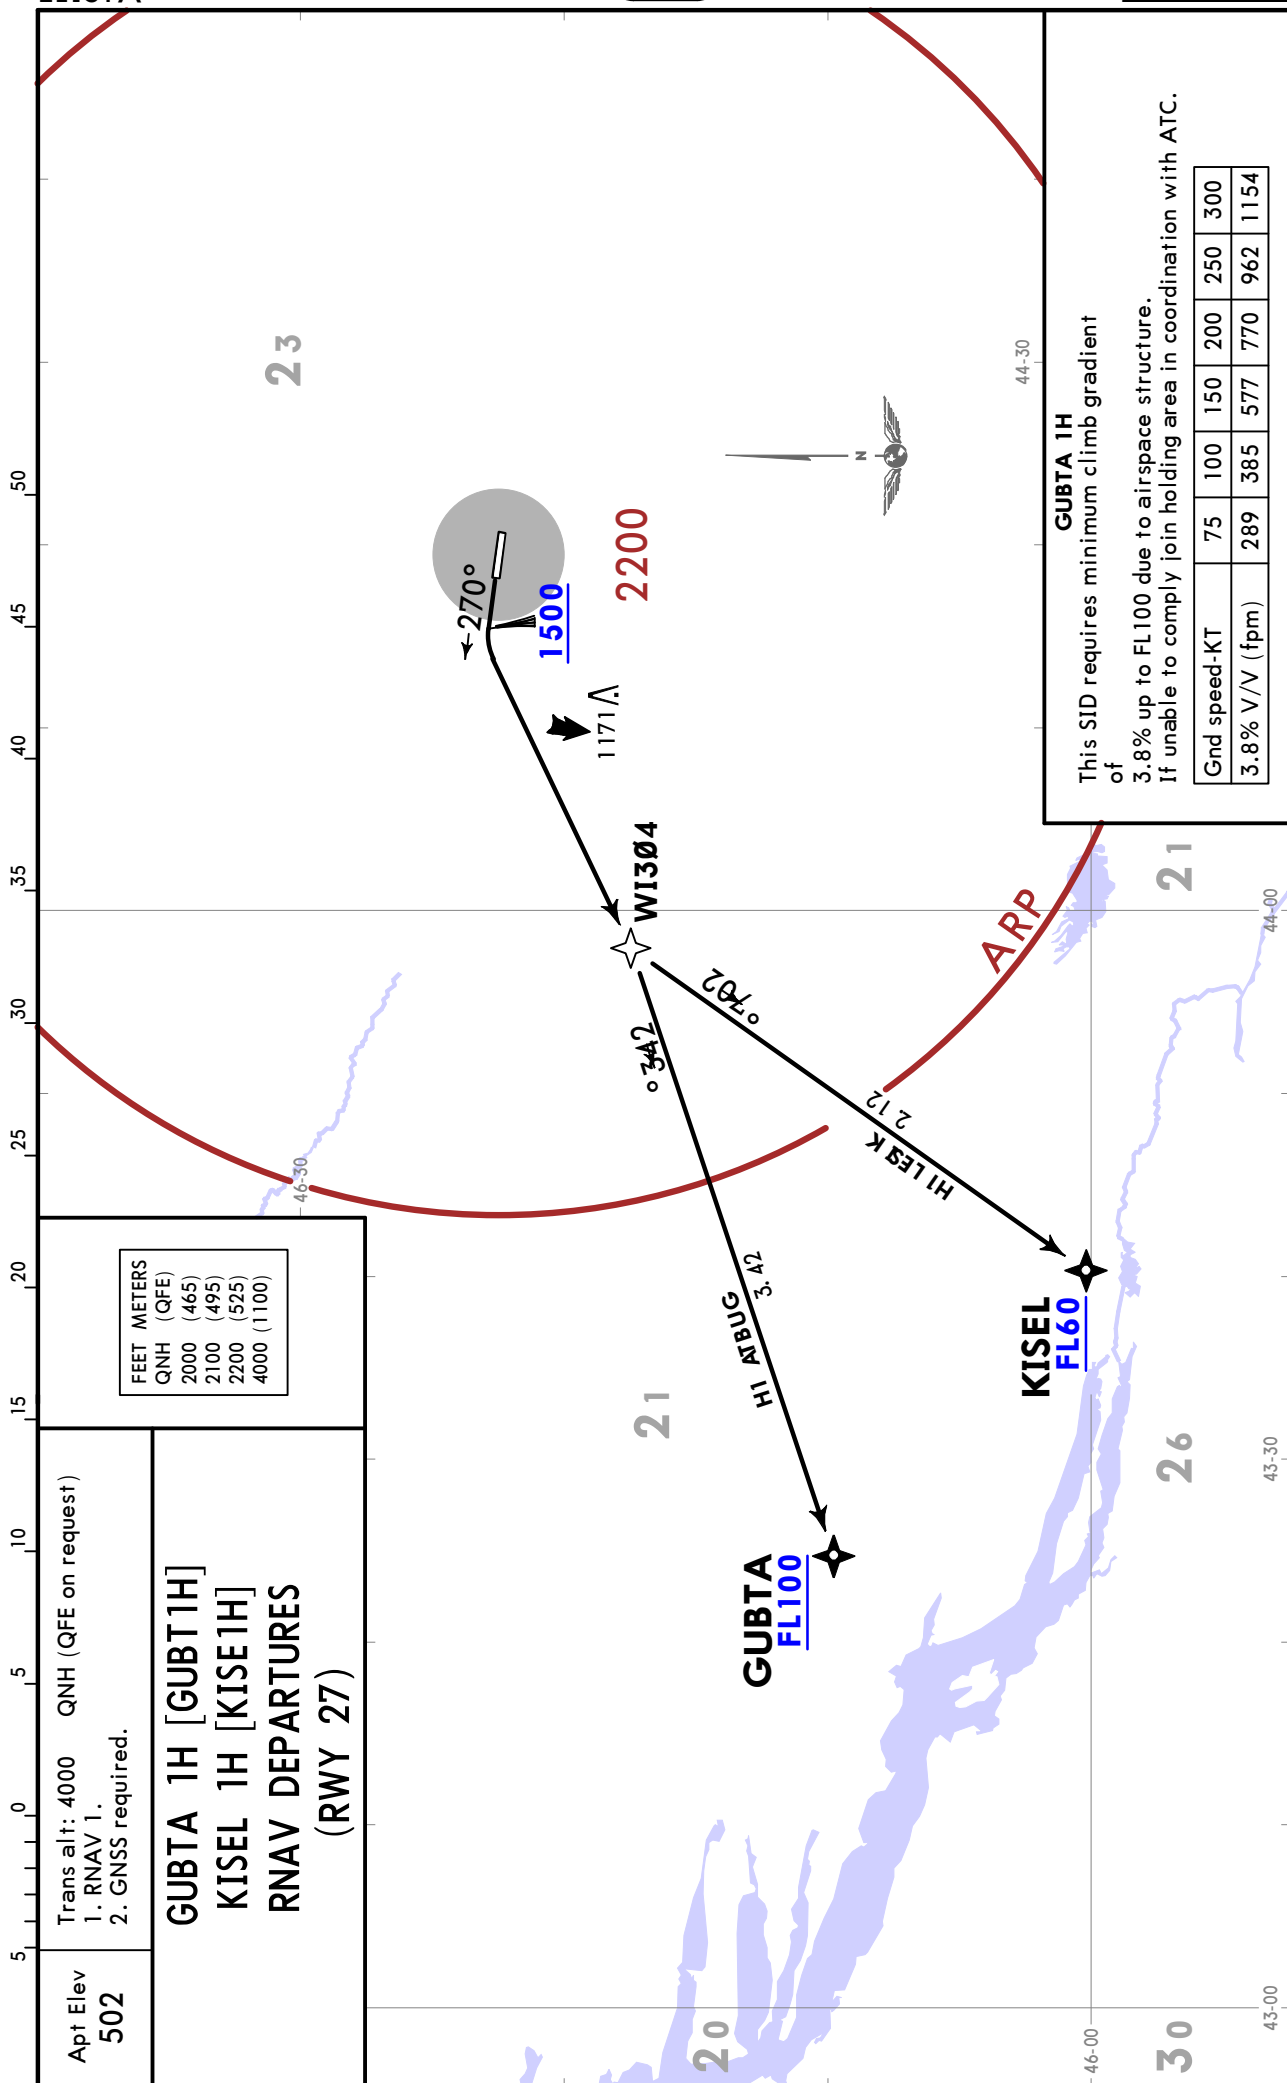 5 0 5 10 15 20 25 30 35 40 45 50
Apt Elev
502
Trans alt: 4000 QNH (QFE on request)
1. RNAV 1.
2. GNSS required.
GUBTA 1H [GUBT1H]
KISEL 1H [KISE1H]
RNAV DEPARTURES
(RWY 27)
FEET METERS
QNH (QFE)
2000 (465)
2100 (495)
2200 (525)
4000 (1100)
46-30
23
270°
1500
2200
1171
WI3Ø4
H1 ATBUG
3.42
2.12
21
GUBTA
FL100
KISEL
FL60
ARP
N
44-30
20
46-00
30
26
21
43-00
43-30
44-00
GUBTA 1H
This SID requires minimum climb gradient
of
3.8% up to FL100 due to airspace structure.
If unable to comply join holding area in coordination with ATC.
Gnd speed-KT 75 100 150 200 250 300
3.8% V/V (fpm) 289 385 577 770 962 1154